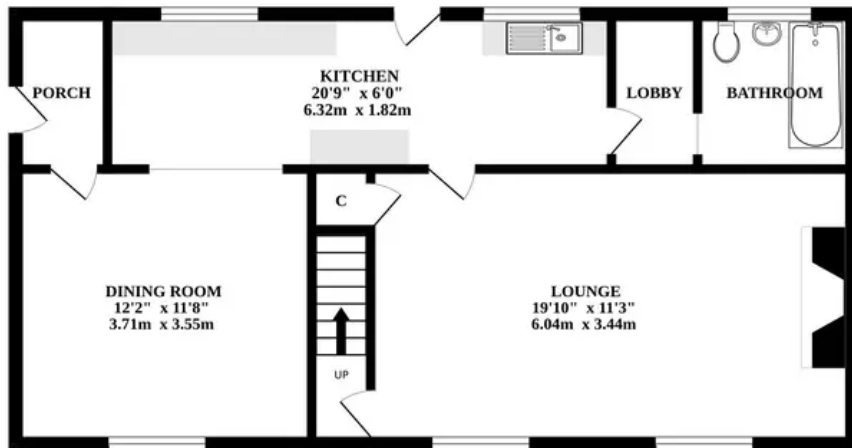 PORCH
KITCHEN
20'9" x 6'0"
6.32m x 1.82m
LOBBY
BATHROOM
C
DINING ROOM
12'2" x 11'8"
3.71m x 3.55m
LOUNGE
19'10" x 11'3"
6.04m x 3.44m
UP